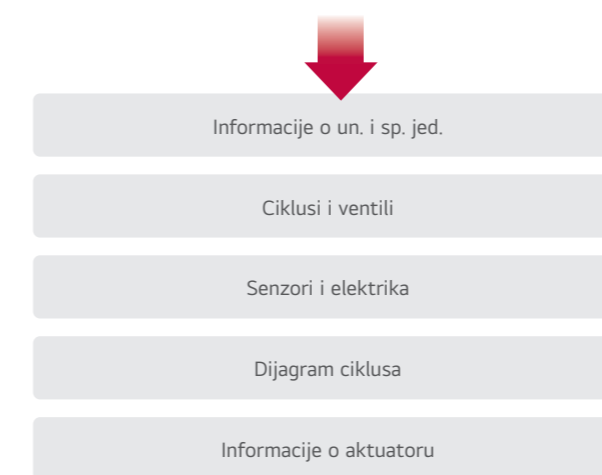 Informacije o un. i sp. jed.
Ciklusi i ventili
Senzori i elektrika
Dijagram ciklusa
Informacije o aktuatoru